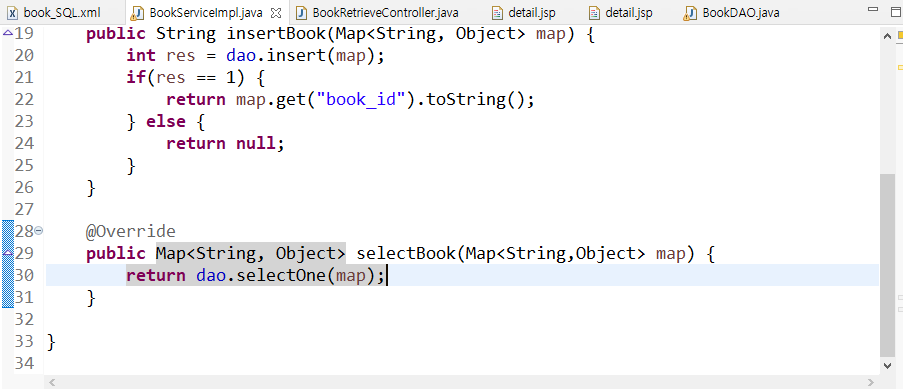 book_SQL.xml BookServiceImpl.java BookRetrieveController.java detail.jsp detail.jsp BookDAO.java
19 public String insertBook(Map<String, Object> map) {
20 int res = dao.insert(map);
21 if(res == 1) {
22 return map.get("book_id").toString();
23 } else {
24 return null;
25 }
26 }
27
28 @Override
29 public Map<String, Object> selectBook(Map<String,Object> map) {
30 return dao.selectOne(map);
31 }
32
33 }
34